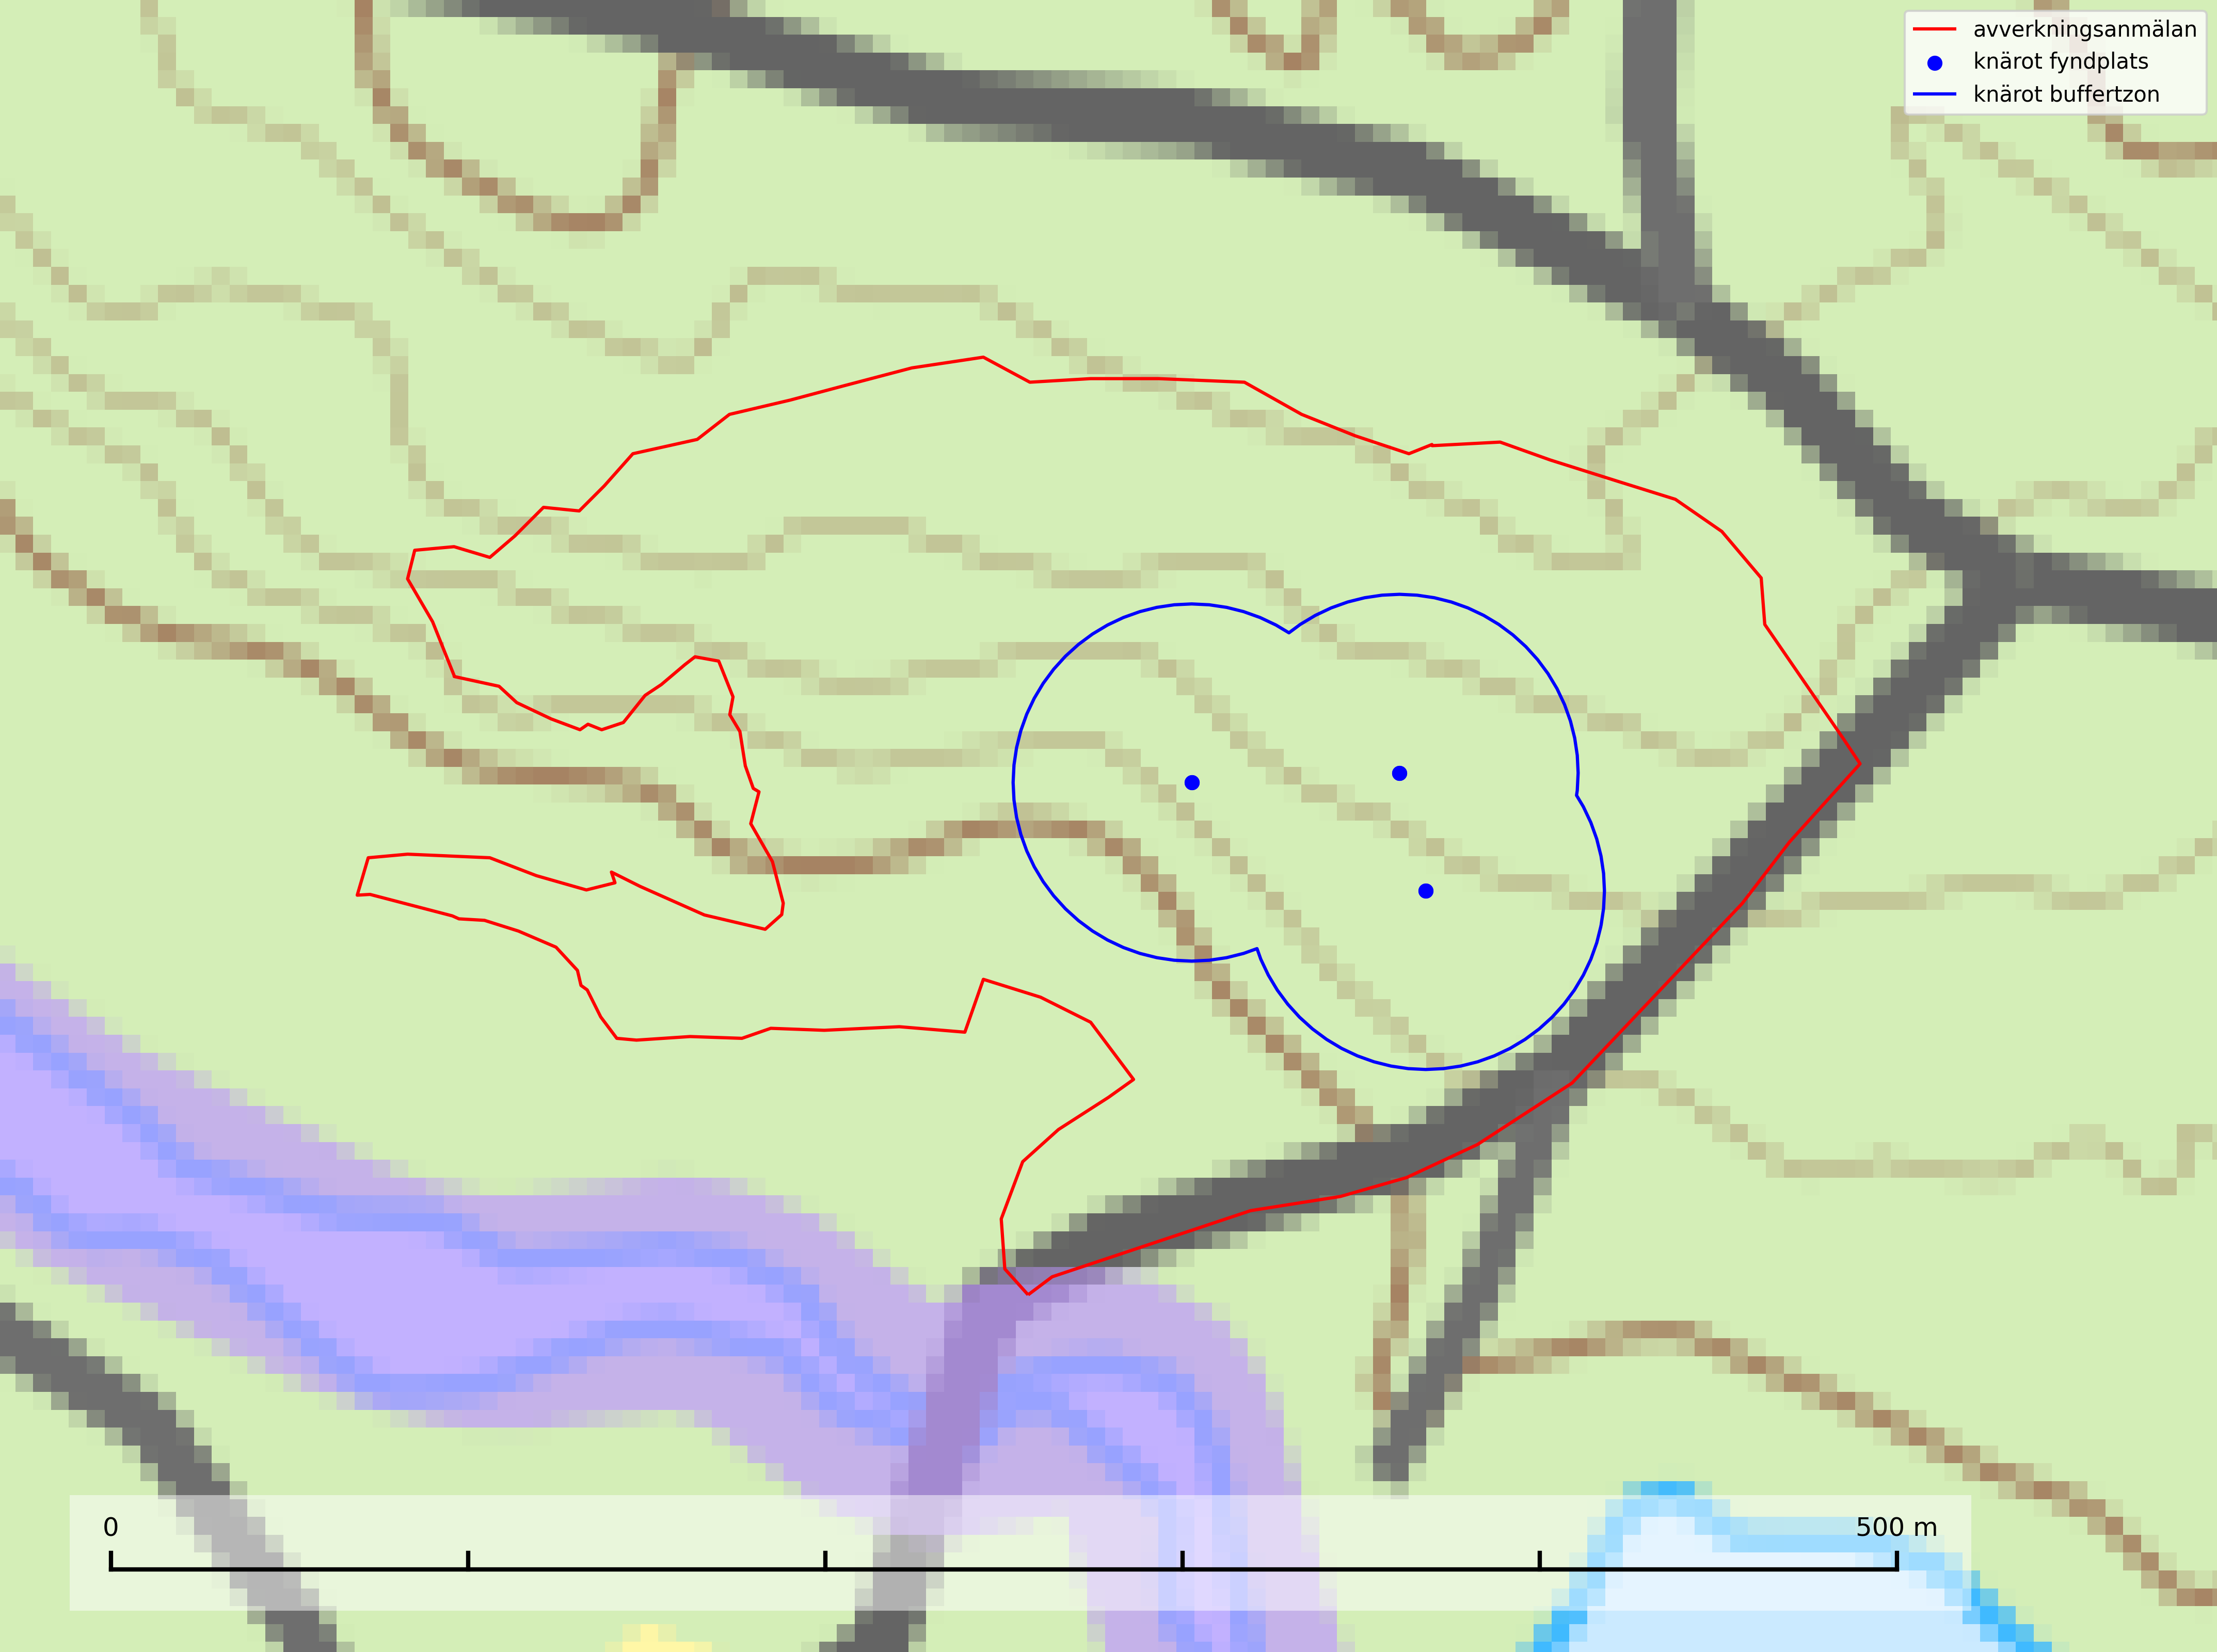 avverkningsanmälan
knärot fyndplats
knärot buffertzon
0
500 m